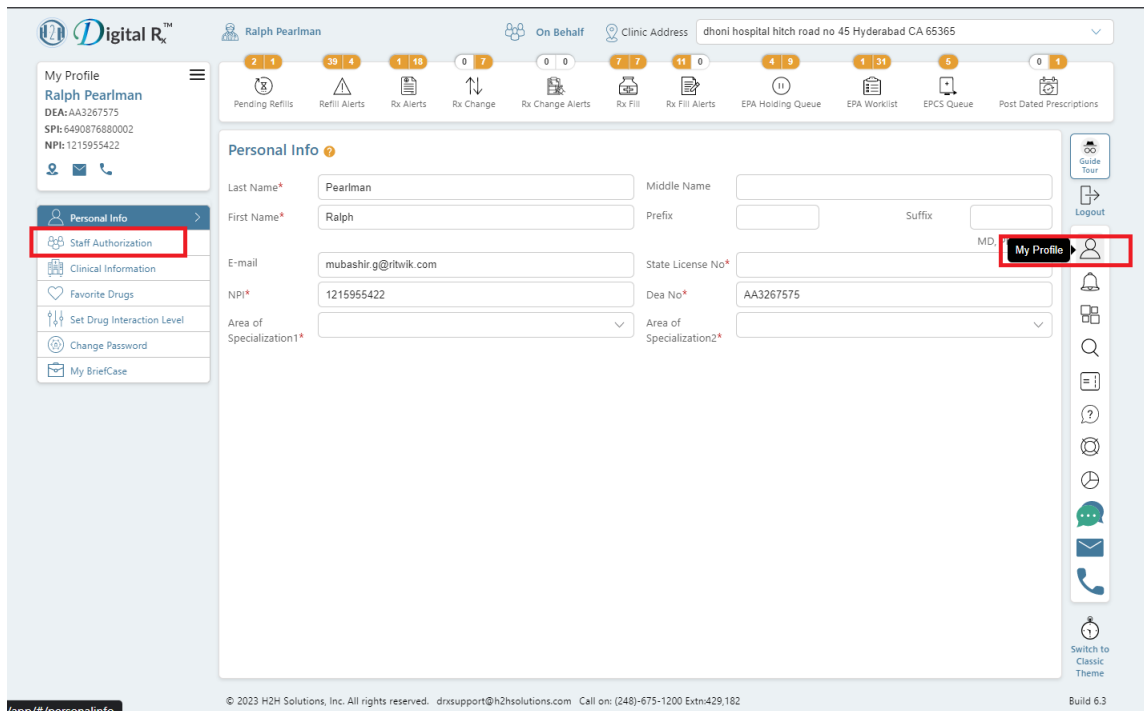 H2H Digital Rx™
Ralph Pearlman
On Behalf
Clinic Address
dhoni hospital hitch road no 45 Hyderabad CA 65365
My Profile
Ralph Pearlman
DEA: AA3267575
SPI: 6490876880002
NPI: 1215955422
2 1
Pending Refills
39 4
Refill Alerts
1 18
Rx Alerts
0 7
Rx Change
0 0
Rx Change Alerts
7 7
Rx Fill
11 0
Rx Fill Alerts
4 9
EPA Holding Queue
1 31
EPA Worklist
5
EPCS Queue
0 1
Post Dated Prescriptions
Personal Info
Staff Authorization
Clinical Information
Favorite Drugs
Set Drug Interaction Level
Change Password
My BriefCase
Personal Info ?
Last Name* Pearlman
Middle Name
First Name* Ralph
Prefix
Suffix
MD,
E-mail mubashir.g@ritwik.com
State License No*
NPI* 1215955422
Dea No* AA3267575
Area of
Specialization1*
Area of
Specialization2*
Guide
Tour
Logout
My Profile
Switch to
Classic
Theme
© 2023 H2H Solutions, Inc. All rights reserved. drxsupport@h2hsolutions.com Call on: (248)-675-1200 Extn:429,182
Build 6.3
/app/#/personalinfo